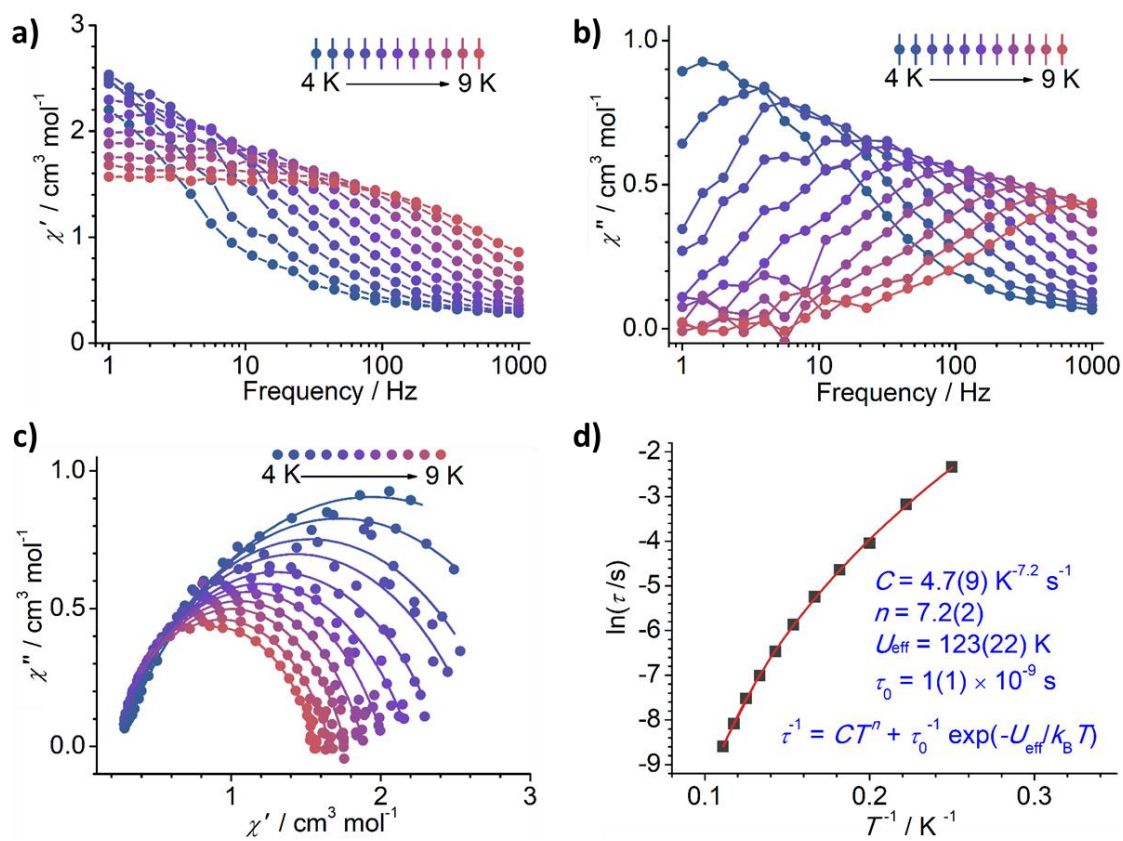 a)
3
2
1
0
χ′ / cm³ mol⁻¹
4 K
9 K
1
10
100
1000
Frequency / Hz
b)
1.0
0.5
0.0
χ″ / cm³ mol⁻¹
4 K
9 K
1
10
100
1000
Frequency / Hz
c)
1.0
0.5
0.0
χ″ / cm³ mol⁻¹
4 K
9 K
1
2
3
χ′ / cm³ mol⁻¹
d)
-2
-3
-4
-5
-6
-7
-8
-9
ln(τ /s)
C = 4.7(9) K⁻⁷·² s⁻¹
n = 7.2(2)
Uₑff = 123(22) K
τ₀ = 1(1) × 10⁻⁹ s
τ⁻¹ = CTⁿ + τ₀⁻¹ exp(-Ueff/kBT)
0.1
0.2
0.3
T⁻¹ / K⁻¹